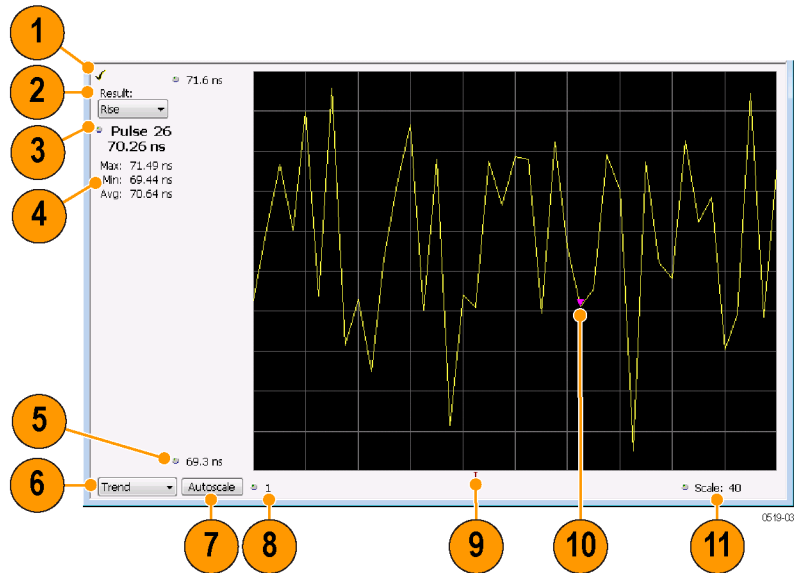 1
2
3
4
5
6
7
8
9
10
11
71.6 ns
Result:
Rise
Pulse 26
70.26 ns
Max: 71.49 ns
Min: 69.44 ns
Avg: 70.64 ns
69.3 ns
Trend
Autoscale
1
T
Scale: 40
0519-03